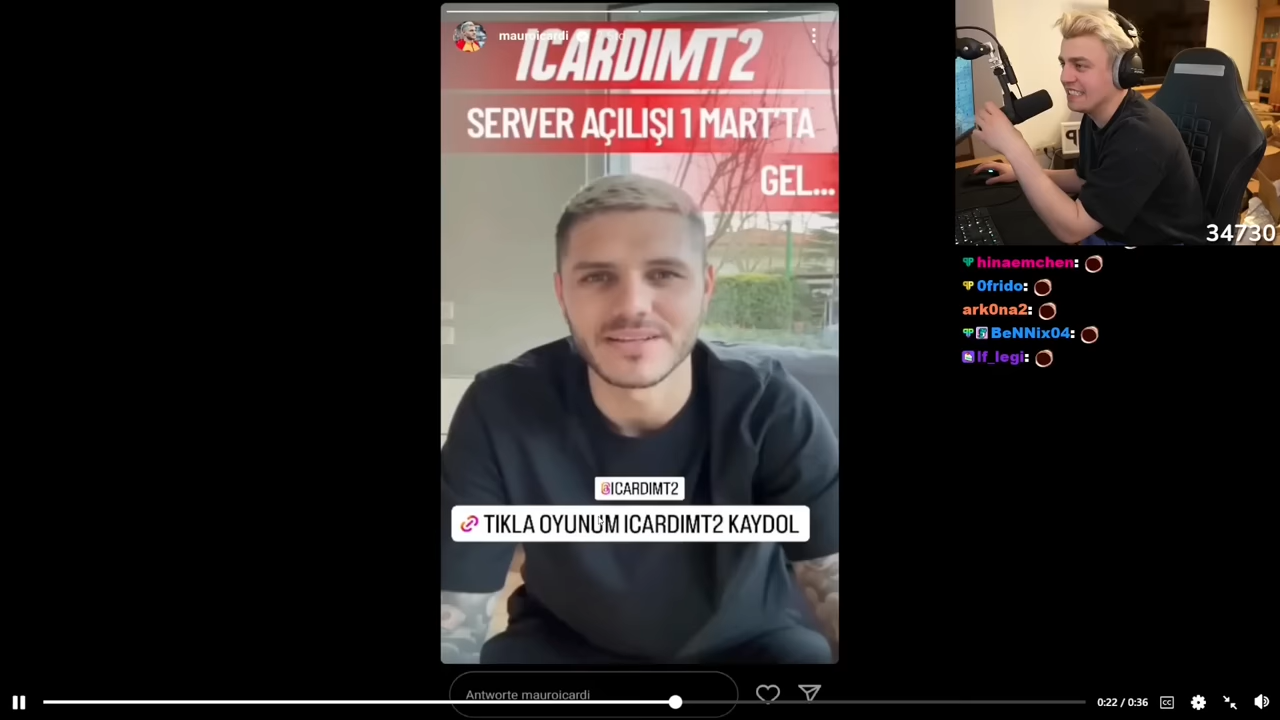 mauroicardi
ICARDIMT2
SERVER AÇILIŞI 1 MART'TA
GEL...
@ICARDIMT2
TIKLA OYUNUM ICARDIMT2 KAYDOL
Antworte mauroicardi
34730
hinaemchen:
0frido:
ark0na2:
BeNNix04:
lf_legi:
0:22 / 0:36
CC